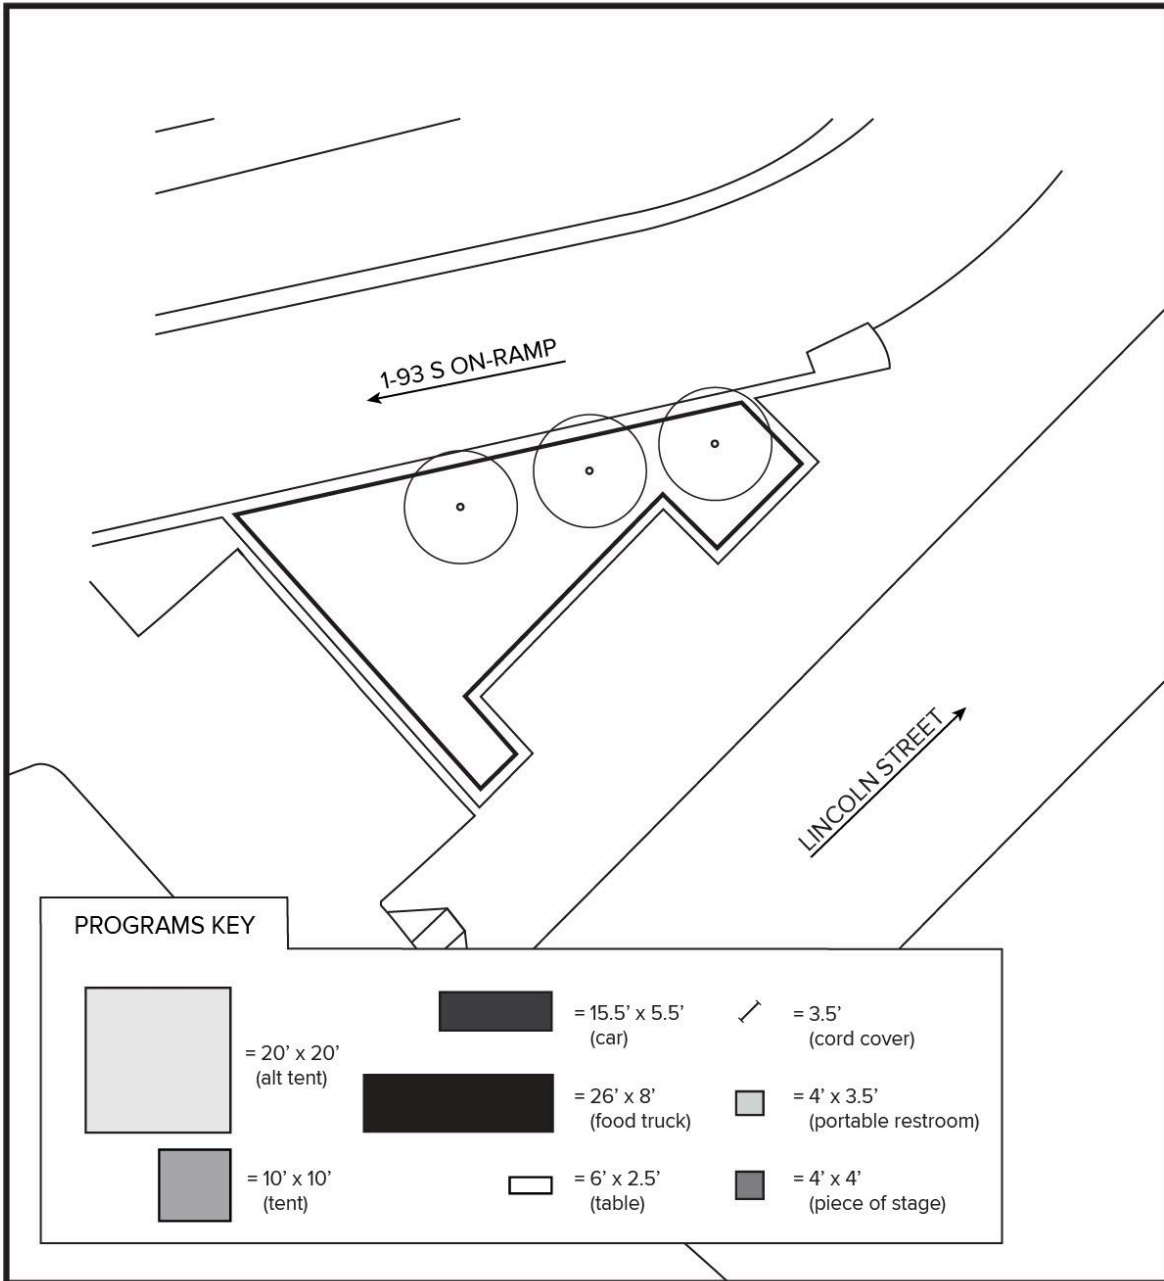 1-93 S ON-RAMP
LINCOLN STREET
PROGRAMS KEY
= 20’ x 20’
(alt tent)
= 10’ x 10’
(tent)
= 15.5’ x 5.5’
(car)
= 26’ x 8’
(food truck)
= 6’ x 2.5’
(table)
= 3.5’
(cord cover)
= 4’ x 3.5’
(portable restroom)
= 4’ x 4’
(piece of stage)